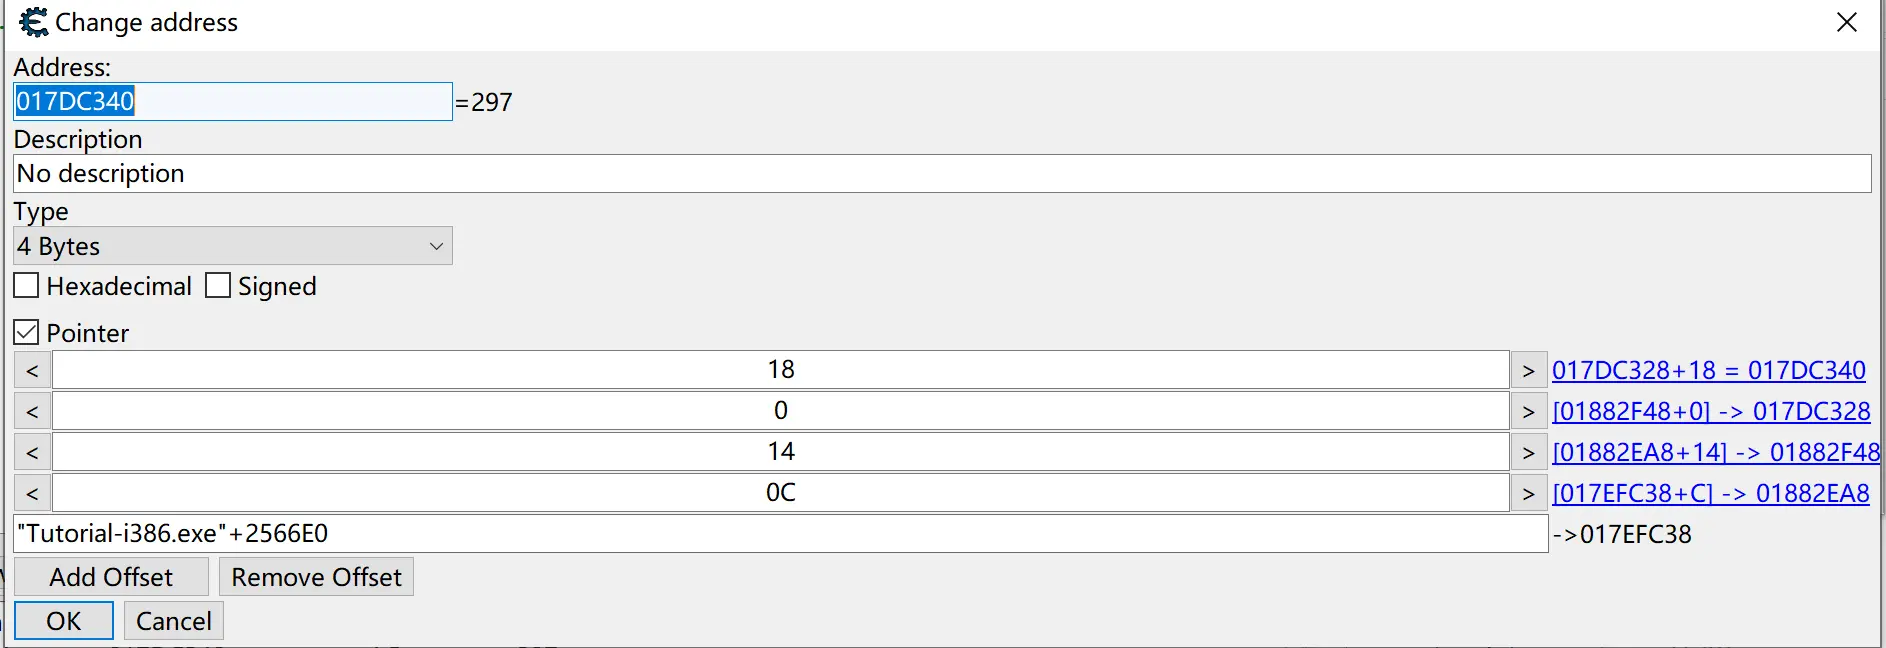 Change address
Address:
017DC340 =297
Description
No description
Type
4 Bytes
Hexadecimal Signed
Pointer
< 18 > 017DC328+18 = 017DC340
< 0 > [01882F48+0] -> 017DC328
< 14 > [01882EA8+14] -> 01882F48
< 0C > [017EFC38+C] -> 01882EA8
"Tutorial-i386.exe"+2566E0 ->017EFC38
Add Offset Remove Offset
OK Cancel